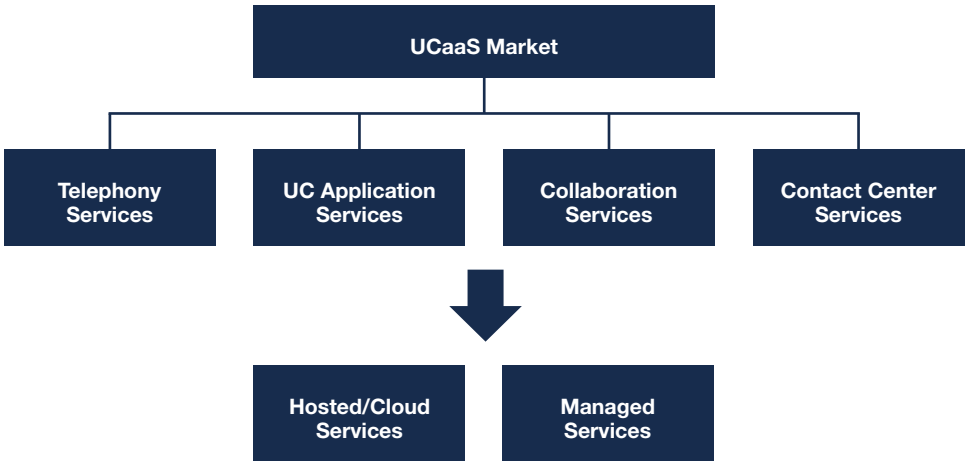 UCaaS Market
Telephony
Services
UC Application
Services
Collaboration
Services
Contact Center
Services
Hosted/Cloud
Services
Managed
Services